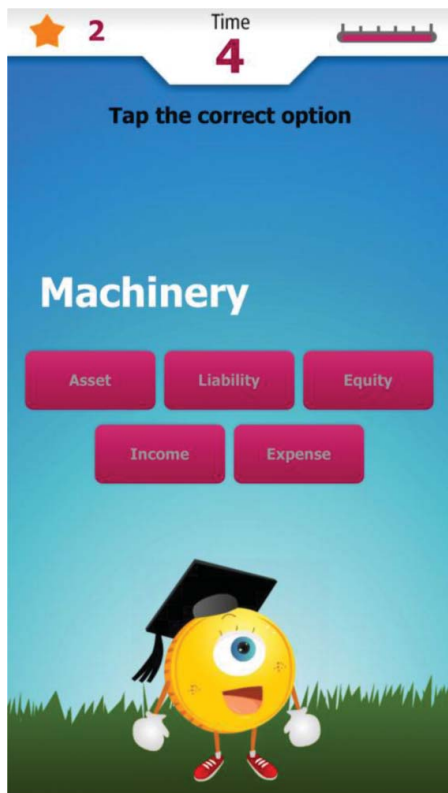 2
Time
4
Tap the correct option
Machinery
Asset Liability Equity
Income Expense